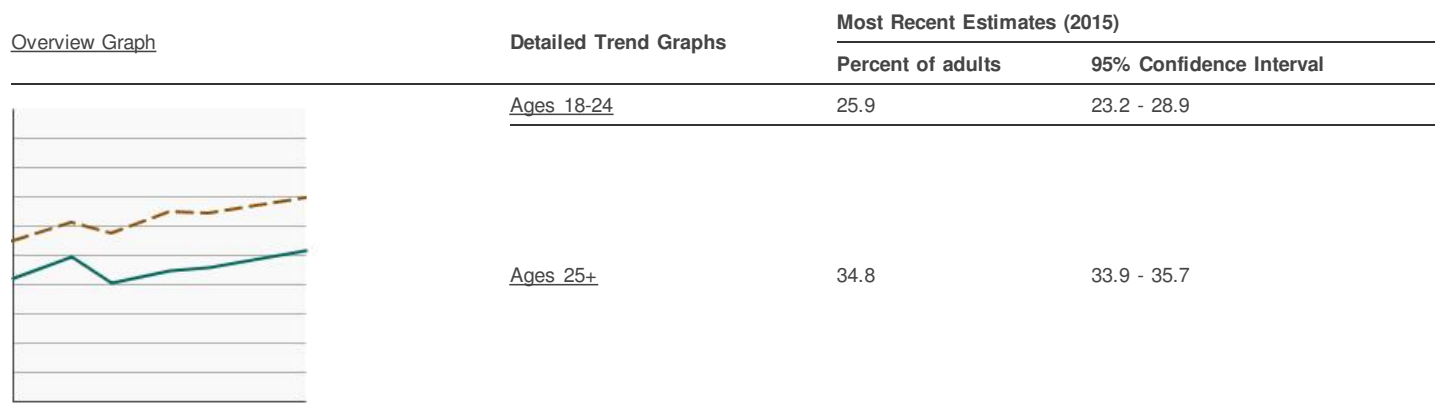 Overview Graph
Detailed Trend Graphs
Most Recent Estimates (2015)
Percent of adults
95% Confidence Interval
Ages 18-24
25.9
23.2 - 28.9
Ages 25+
34.8
33.9 - 35.7